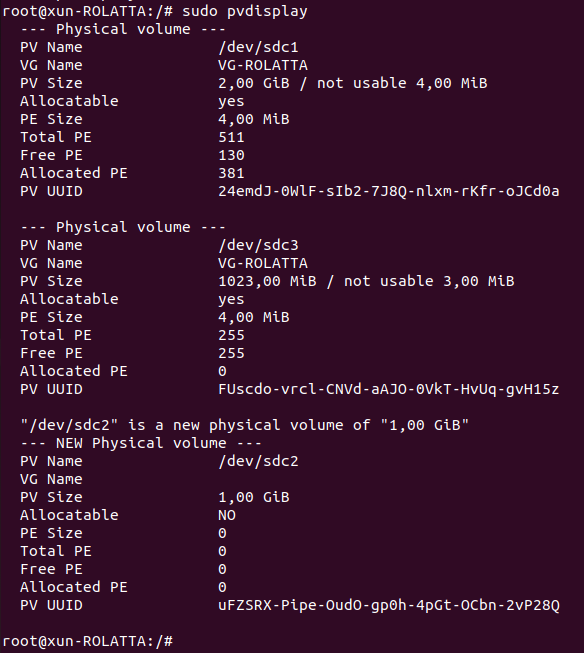 root@xun-ROLATTA:/# sudo pvdisplay
--- Physical volume ---
PV Name /dev/sdc1
VG Name VG-ROLATTA
PV Size 2,00 GiB / not usable 4,00 MiB
Allocatable yes
PE Size 4,00 MiB
Total PE 511
Free PE 130
Allocated PE 381
PV UUID 24emdJ-0WlF-sIb2-7J8Q-nlxm-rKfr-oJCd0a
--- Physical volume ---
PV Name /dev/sdc3
VG Name VG-ROLATTA
PV Size 1023,00 MiB / not usable 3,00 MiB
Allocatable yes
PE Size 4,00 MiB
Total PE 255
Free PE 255
Allocated PE 0
PV UUID FUscdo-vrcl-CNVd-aAJO-0VkT-HvUq-gvH15z
"/dev/sdc2" is a new physical volume of "1,00 GiB"
--- NEW Physical volume ---
PV Name /dev/sdc2
VG Name
PV Size 1,00 GiB
Allocatable NO
PE Size 0
Total PE 0
Free PE 0
Allocated PE 0
PV UUID uFZSRX-Pipe-OudO-gp0h-4pGt-OCbn-2vP28Q
root@xun-ROLATTA:/#